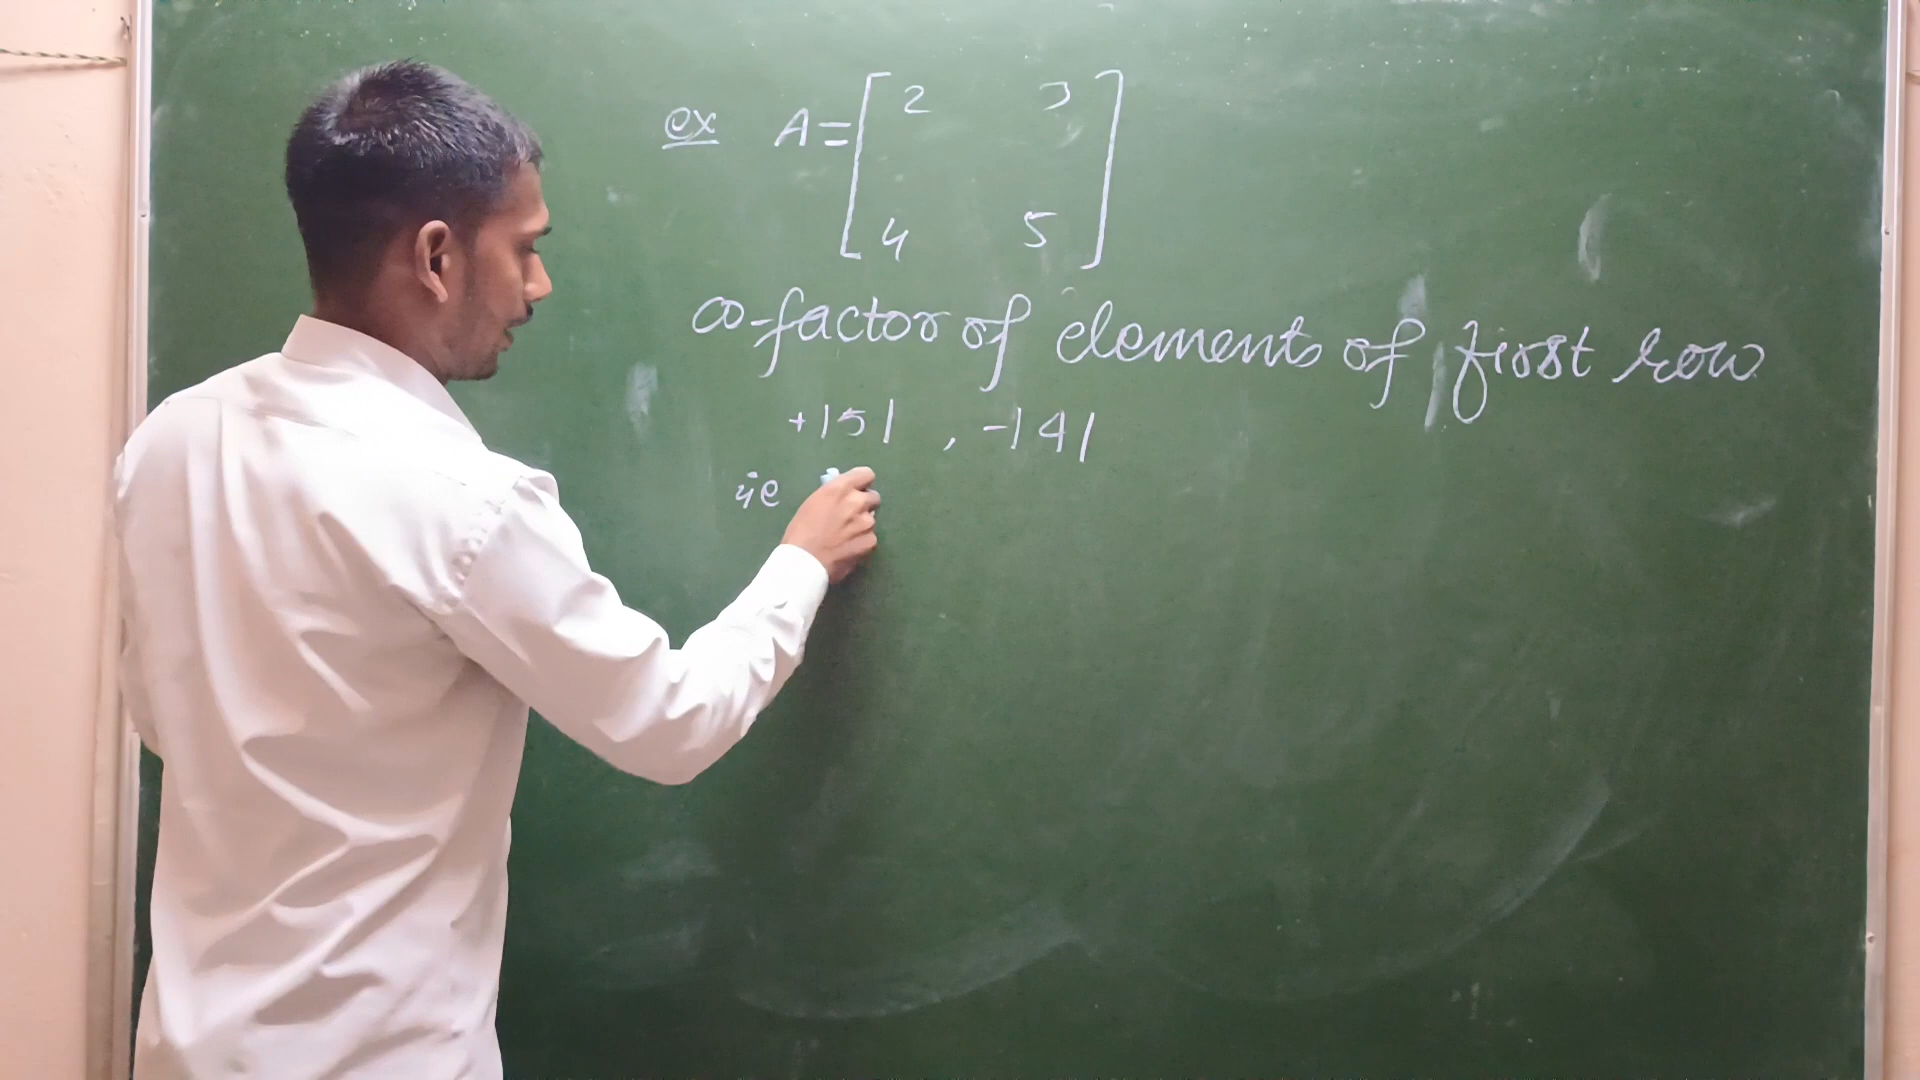 ex A = [ 2 3
4 5 ]
co-factor of elements of first row
+|5| , -|4|
ie